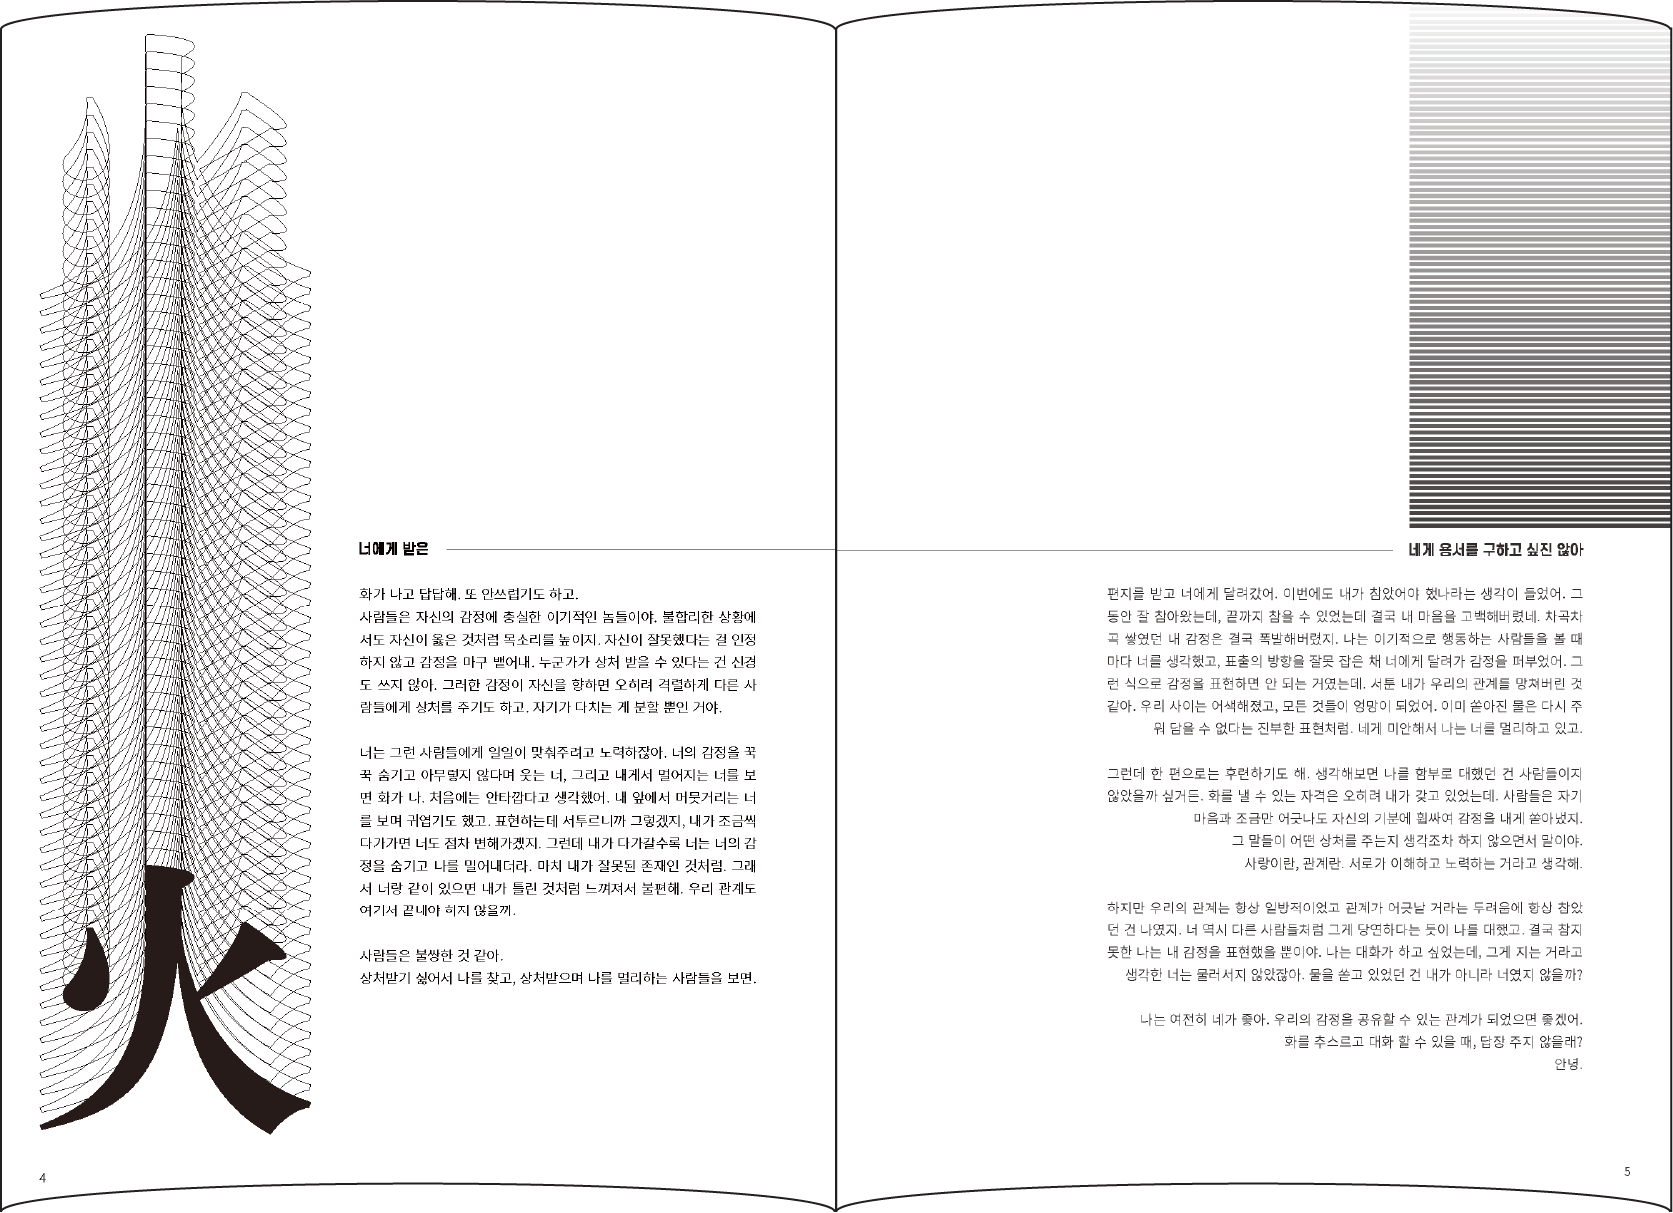 火
너에게 받은
화가 나고 답답해. 또 안쓰럽기도 하고.
사람들은 자신의 감정에 충실한 이기적인 놈들이야. 불합리한 상황에
서도 자신이 옳은 것처럼 목소리를 높이지. 자신이 잘못했다는 걸 인정
하지 않고 감정을 마구 뱉어내. 누군가가 상처 받을 수 있다는 건 신경
도 쓰지 않아. 그러한 감정이 자신을 향하면 오히려 격렬하게 다른 사
람들에게 상처를 주기도 하고. 자기가 다치는 게 분할 뿐인 거야.
너는 그런 사람들에게 일일이 맞춰주려고 노력하잖아. 너의 감정을 꾹
꾹 숨기고 아무렇지 않다며 웃는 너, 그리고 내게서 멀어지는 너를 보
면 화가 나. 처음에는 안타깝다고 생각했어. 내 앞에서 머뭇거리는 너
를 보며 귀엽기도 했고. 표현하는데 서투르니까 그렇겠지, 내가 조금씩
다가가면 너도 점차 변해가겠지. 그런데 내가 다가갈수록 너는 너의 감
정을 숨기고 나를 밀어내더라. 마치 내가 잘못된 존재인 것처럼. 그래
서 너랑 같이 있으면 내가 틀린 것처럼 느껴져서 불편해. 우리 관계도
여기서 끝내야 하지 않을까.
사람들은 불쌍한 것 같아.
상처받기 싫어서 나를 찾고, 상처받으며 나를 멀리하는 사람들을 보면.
4
네게 용서를 구하고 싶진 않아
편지를 받고 너에게 달려갔어. 이번에도 내가 참았어야 했나라는 생각이 들었어. 그
동안 잘 참아왔는데, 끝까지 참을 수 있었는데 결국 내 마음을 고백해버렸네. 차곡차
곡 쌓였던 내 감정은 결국 폭발해버렸지. 나는 이기적으로 행동하는 사람들을 볼 때
마다 너를 생각했고, 표출의 방향을 잘못 잡은 채 너에게 달려가 감정을 퍼부었어. 그
런 식으로 감정을 표현하면 안 되는 거였는데. 서툰 내가 우리의 관계를 망쳐버린 것
같아. 우리 사이는 어색해졌고, 모든 것들이 엉망이 되었어. 이미 쏟아진 물은 다시 주
워 담을 수 없다는 진부한 표현처럼. 네게 미안해서 나는 너를 멀리하고 있고.
그런데 한 편으로는 후련하기도 해. 생각해보면 나를 함부로 대했던 건 사람들이지
않았을까 싶거든. 화를 낼 수 있는 자격은 오히려 내가 갖고 있었는데. 사람들은 자기
마음과 조금만 어긋나도 자신의 기분에 휩싸여 감정을 내게 쏟아냈지.
그 말들이 어떤 상처를 주는지 생각조차 하지 않으면서 말이야.
사랑이란, 관계란. 서로가 이해하고 노력하는 거라고 생각해.
하지만 우리의 관계는 항상 일방적이었고 관계가 어긋날 거라는 두려움에 항상 참았
던 건 나였지. 너 역시 다른 사람들처럼 그게 당연하다는 듯이 나를 대했고. 결국 참지
못한 나는 내 감정을 표현했을 뿐이야. 나는 대화가 하고 싶었는데, 그게 지는 거라고
생각한 너는 물러서지 않았잖아. 물을 쏟고 있었던 건 내가 아니라 너였지 않을까?
나는 여전히 네가 좋아. 우리의 감정을 공유할 수 있는 관계가 되었으면 좋겠어.
화를 추스르고 대화 할 수 있을 때, 답장 주지 않을래?
안녕.
5